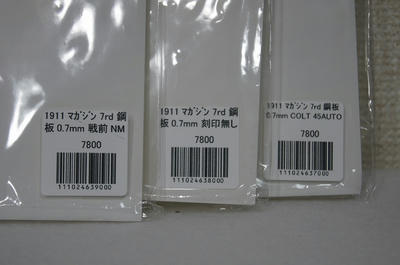 1911 ﾏｶﾞｼﾞﾝ 7rd 鋼
板 0.7mm 戦前 NM
7800
111024639000
1911 ﾏｶﾞｼﾞﾝ 7rd 鋼
板 0.7mm 刻印無し
7800
111024638000
1911 ﾏｶﾞｼﾞﾝ 7rd 鋼板
0.7mm COLT 45AUTO
7800
111024637000